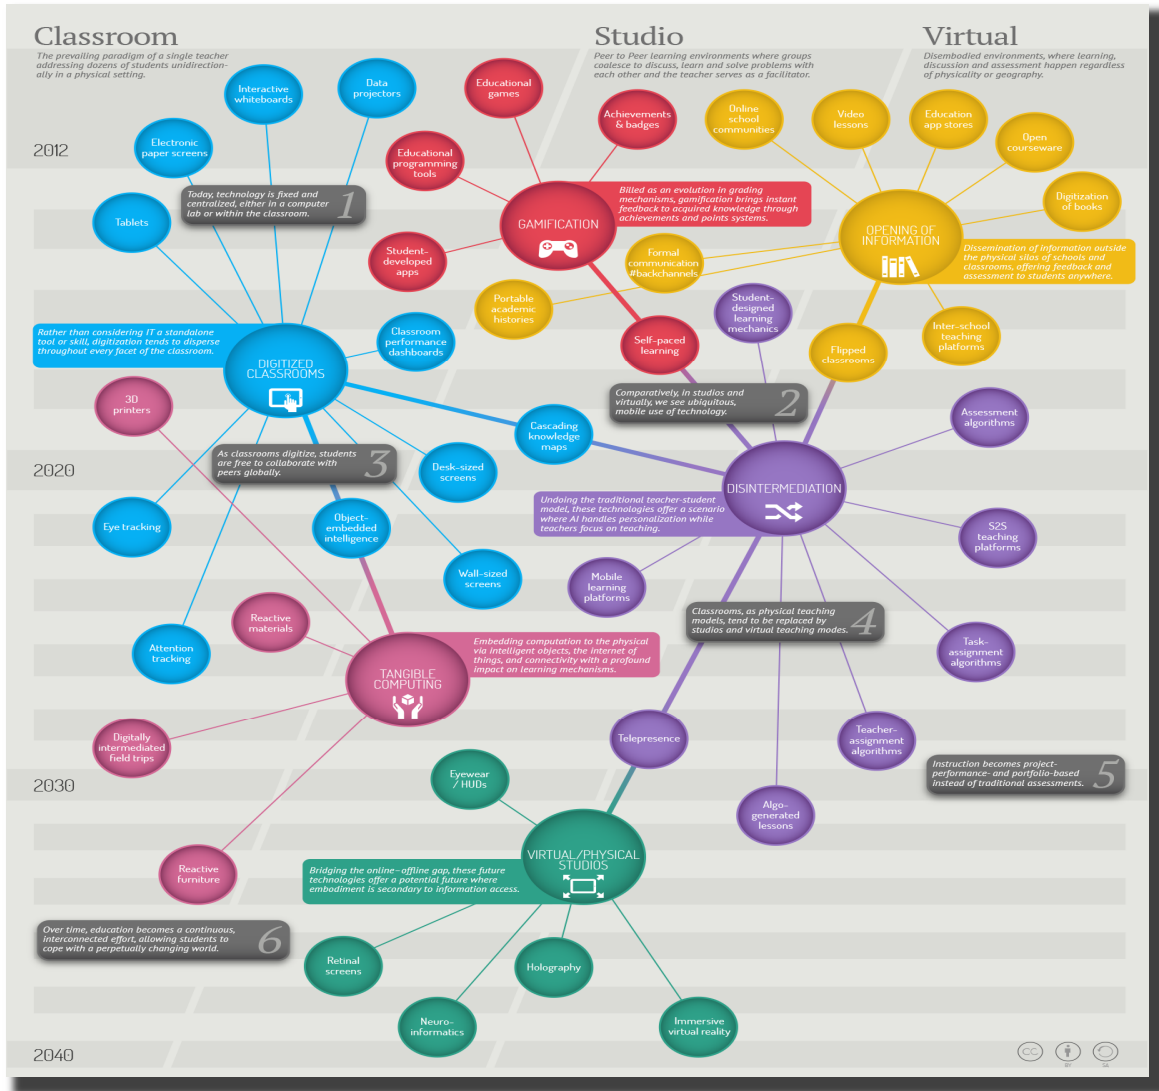 Classroom
The prevailing paradigm of a single teacher
addressing dozens of students unidirection-
ally in a physical setting.
Studio
Peer to Peer learning environments where groups
coalesce to discuss, learn and solve problems with
each other and the teacher serves as a facilitator.
Virtual
Disembodied environments, where learning,
discussion and assessment happen regardless
of physicality or geography.
2012
Interactive
whiteboards
Data
projectors
Educational
games
Achievements
& badges
Online
school
communities
Video
lessons
Education
app stores
Open
courseware
Electronic
paper screens
Educational
programming
tools
Digitization
of books
Today, technology is fixed and
centralized, either in a computer
lab or within the classroom.
1
Tablets
GAMIFICATION
Billed as an evolution in grading
mechanisms, gamification brings instant
feedback to acquired knowledge through
achievements and points systems.
OPENING OF
INFORMATION
Dissemination of information outside
the physical silos of schools and
classrooms, offering feedback and
assessment to students anywhere.
Student-
developed
apps
Formal
communication
#backchannels
Portable
academic
histories
Student-
designed
learning
mechanics
Inter-school
teaching
platforms
Self-paced
learning
Flipped
classrooms
Rather than considering IT a standalone
tool or skill, digitization tends to disperse
throughout every facet of the classroom.
DIGITIZED
CLASSROOMS
Classroom
performance
dashboards
3D
printers
Comparatively, in studios and
virtually, we see ubiquitous,
mobile use of technology.
2
Assessment
algorithms
Cascading
knowledge
maps
2020
As classrooms digitize, students
are free to collaborate with
peers globally.
3
Desk-sized
screens
DISINTERMEDIATION
Undoing the traditional teacher-student
model, these technologies offer a scenario
where AI handles personalization while
teachers focus on teaching.
Eye tracking
Object-
embedded
intelligence
S2S
teaching
platforms
Wall-sized
screens
Mobile
learning
platforms
Reactive
materials
Classrooms, as physical teaching
models, tend to be replaced by
studios and virtual teaching modes.
4
Attention
tracking
Embedding computation to the physical
via intelligent objects, the internet of
things, and connectivity with a profound
impact on learning mechanisms.
TANGIBLE
COMPUTING
Task-
assignment
algorithms
Digitally
intermediated
field trips
Telepresence
Teacher-
assignment
algorithms
2030
Eyewear
/ HUDs
Instruction becomes project-
performance- and portfolio-based
instead of traditional assessments.
5
Algo-
generated
lessons
VIRTUAL/PHYSICAL
STUDIOS
Reactive
furniture
Bridging the online–offline gap, these future
technologies offer a potential future where
embodiment is secondary to information access.
Over time, education becomes a continuous,
interconnected effort, allowing students to
cope with a perpetually changing world.
6
Retinal
screens
Holography
Neuro-
informatics
Immersive
virtual reality
2040
CC
BY
SA